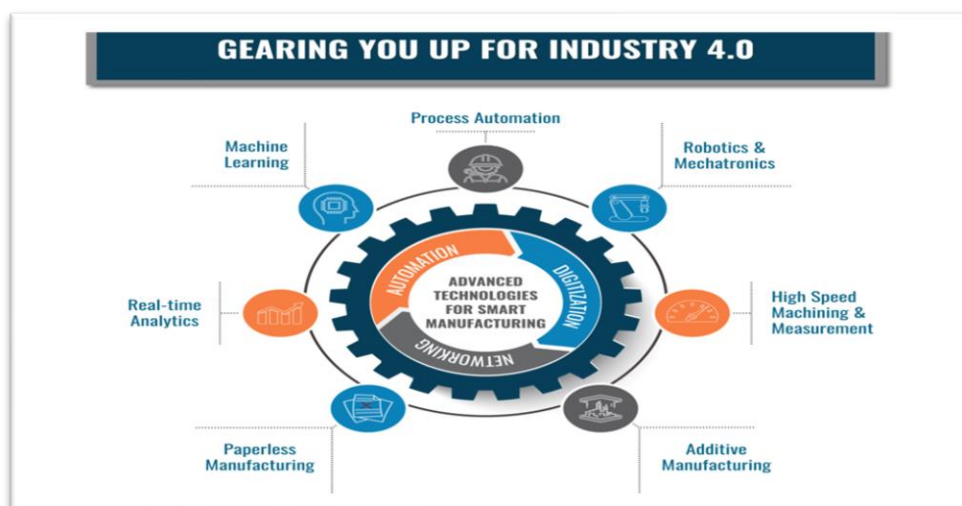 GEARING YOU UP FOR INDUSTRY 4.0
Process Automation
Machine
Learning
Robotics &
Mechatronics
AUTOMATION
DIGITIZATION
NETWORKING
ADVANCED
TECHNOLOGIES
FOR SMART
MANUFACTURING
Real-time
Analytics
High Speed
Machining &
Measurement
Paperless
Manufacturing
Additive
Manufacturing